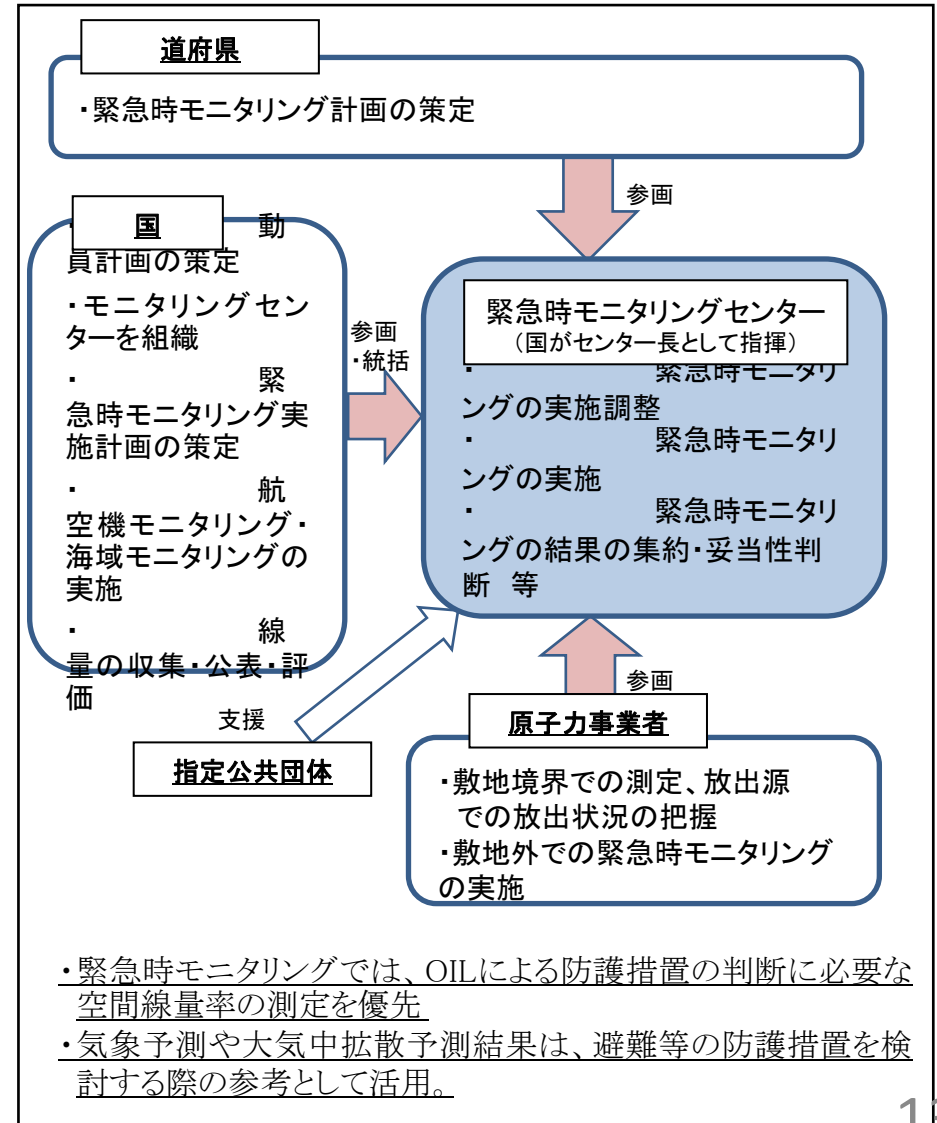 道府県
・緊急時モニタリング計画の策定
参画
国
・ 動
員計画の策定
・モニタリングセン
ターを組織
・ 緊
急時モニタリング実
施計画の策定
・ 航
空機モニタリング・
海域モニタリングの
実施
・ 線
量の収集・公表・評
価
参画
・統括
緊急時モニタリングセンター
（国がセンター長として指揮）
・ 緊急時モニタリ
ングの実施調整
・ 緊急時モニタリ
ングの実施
・ 緊急時モニタリ
ングの結果の集約・妥当性判
断 等
支援
指定公共団体
参画
原子力事業者
・敷地境界での測定、放出源
での放出状況の把握
・敷地外での緊急時モニタリング
の実施
・緊急時モニタリングでは、OILによる防護措置の判断に必要な
空間線量率の測定を優先
・気象予測や大気中拡散予測結果は、避難等の防護措置を検
討する際の参考として活用。